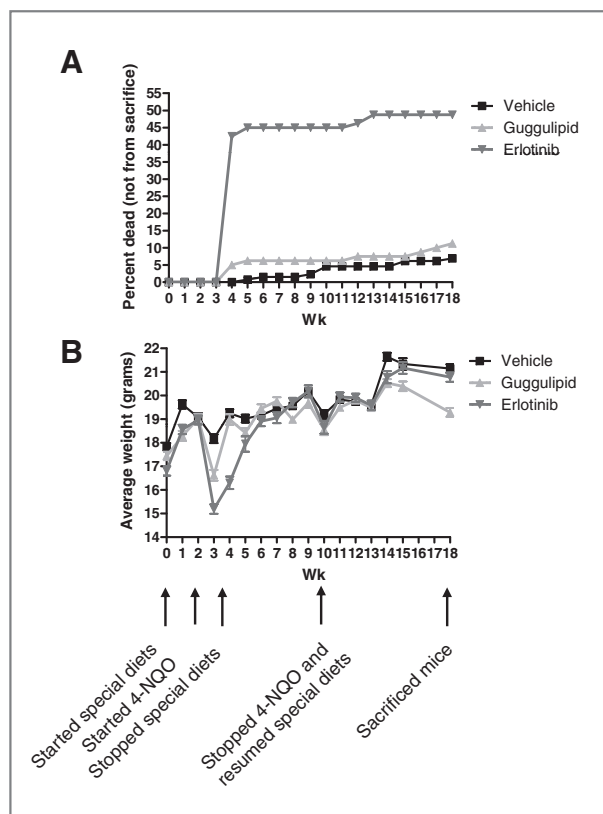 A
Percent dead (not from sacrifice)
55
50
45
40
35
30
25
20
15
10
5
0
0 1 2 3 4 5 6 7 8 9 10 11 12 13 14 15 16 17 18
Wk
Vehicle
Guggulipid
Erlotinib
B
Average weight (grams)
22
21
20
19
18
17
16
15
14
0 1 2 3 4 5 6 7 8 9 10 11 12 13 14 15 16 17 18
Wk
Vehicle
Guggulipid
Erlotinib
Started special diets
Started 4-NQO
Stopped special diets
Stopped 4-NQO and
resumed special diets
Sacrificed mice